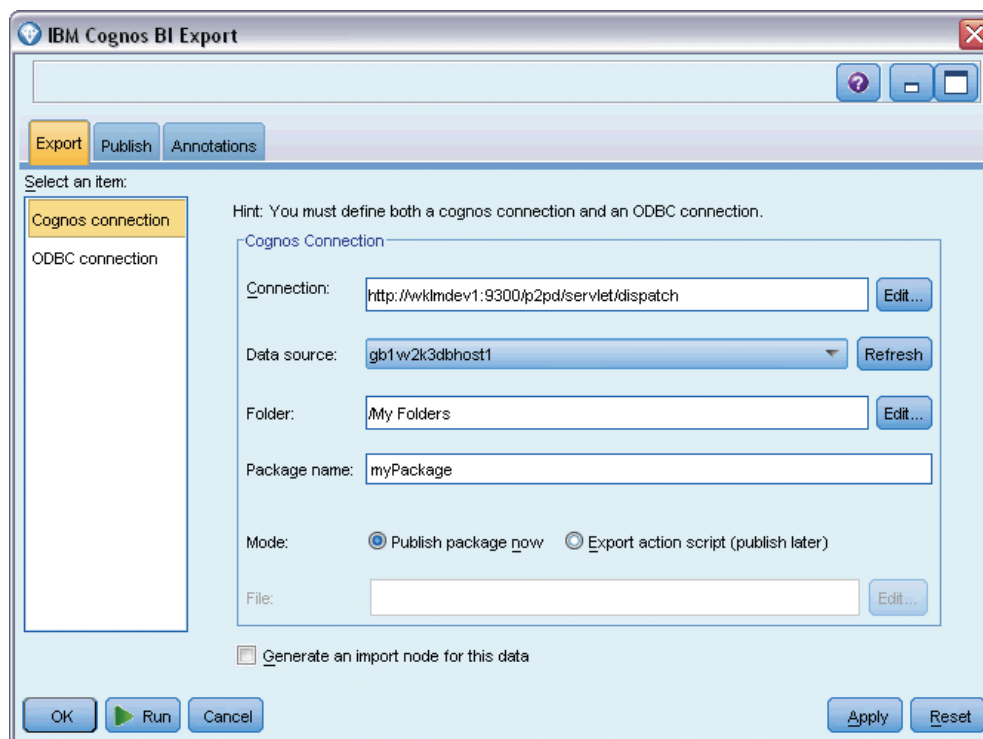 IBM Cognos BI Export
Export Publish Annotations
Select an item:
Cognos connection
ODBC connection
Hint: You must define both a cognos connection and an ODBC connection.
Cognos Connection
Connection: http://wklmdev1:9300/p2pd/servlet/dispatch Edit...
Data source: gb1w2k3dbhost1 Refresh
Folder: /My Folders Edit...
Package name: myPackage
Mode: Publish package now Export action script (publish later)
File: Edit...
Generate an import node for this data
OK Run Cancel Apply Reset